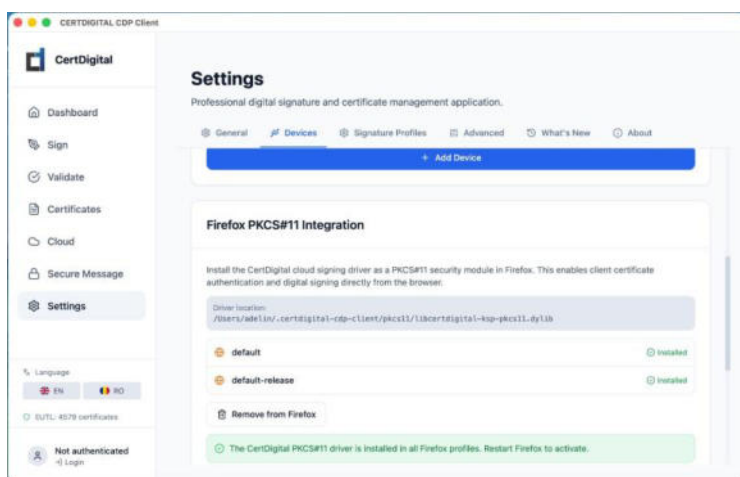 CERTDIGITAL CDP Client
CertDigital
Dashboard
Sign
Validate
Certificates
Cloud
Secure Message
Settings
Language
EN RO
EUTL: 4579 certificates
Not authenticated
Login
Settings
Professional digital signature and certificate management application.
General Devices Signature Profiles Advanced What's New About
+ Add Device
Firefox PKCS#11 Integration
Install the CertDigital cloud signing driver as a PKCS#11 security module in Firefox. This enables client certificate
authentication and digital signing directly from the browser.
Driver location:
/Users/adelin/.certdigital-cdp-client/pkcs11/libcertdigital-ksp-pkcs11.dylib
default Installed
default-release Installed
Remove from Firefox
The CertDigital PKCS#11 driver is installed in all Firefox profiles. Restart Firefox to activate.